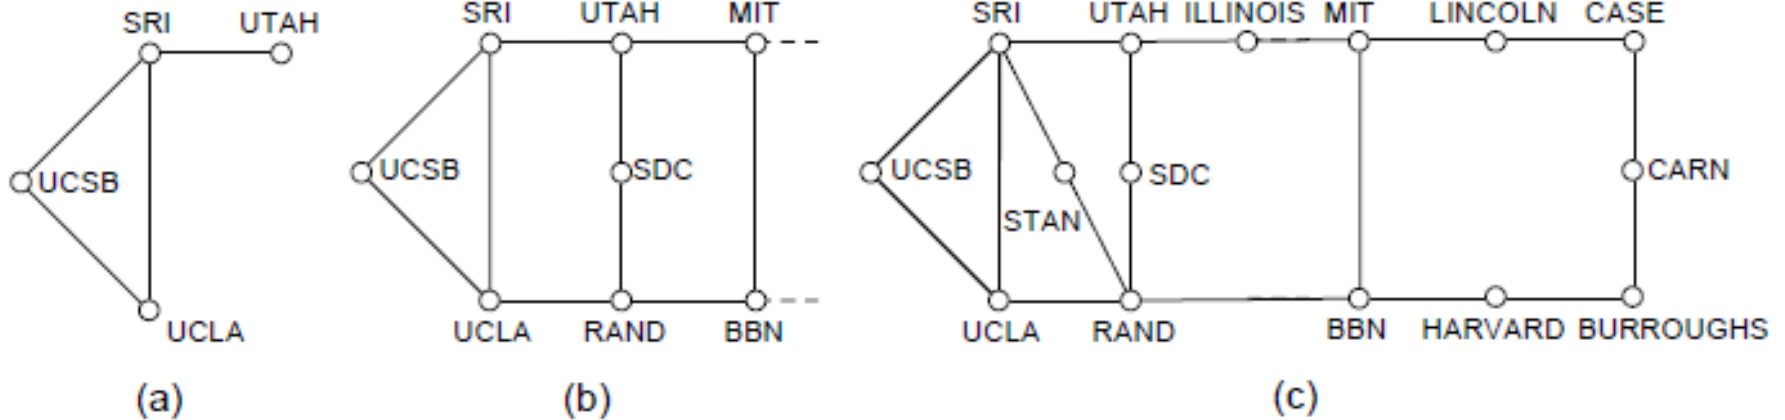 SRI UTAH
UCSB
UCLA
(a)
SRI UTAH MIT
UCSB SDC
UCLA RAND BBN
(b)
SRI UTAH ILLINOIS MIT LINCOLN CASE
UCSB SDC CARN
STAN
UCLA RAND BBN HARVARD BURROUGHS
(c)